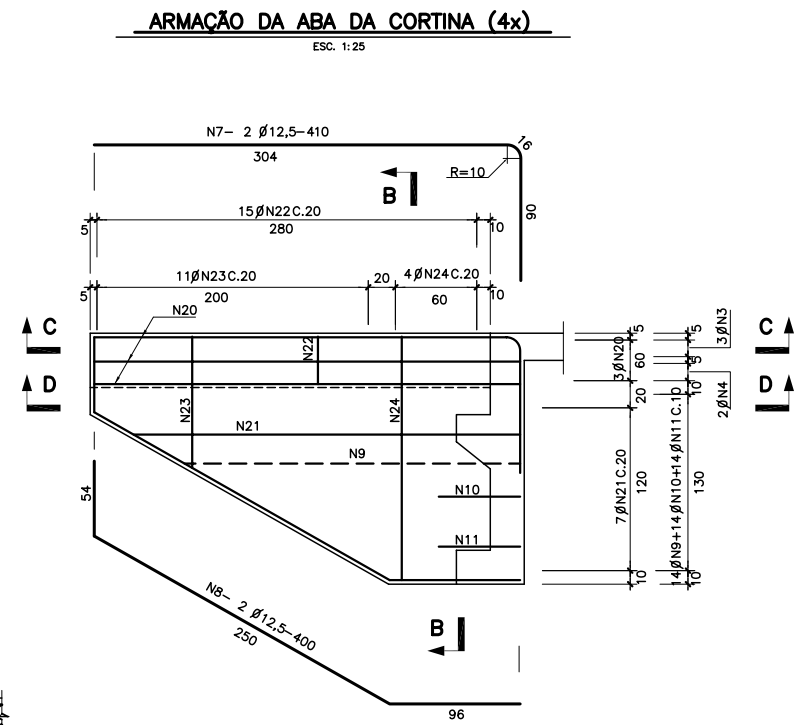 ARMAÇÃO DA ABA DA CORTINA (4x)
ESC. 1:25
N7- 2 Ø12,5-410
304
16
R=10
B
90
15ØN22C.20
5
280
10
11ØN23C.20
20
4ØN24C.20
5
200
60
10
N20
C
D
N22
N23
N24
N21
N9
N10
N11
5
3ØN20
60
20
7ØN21C.20
120
10
5
3ØN3
5
10
2ØN4
14ØN9+14ØN10+14ØN11C.10
130
10
C
D
54
N8- 2 Ø12,5-400
250
B
96